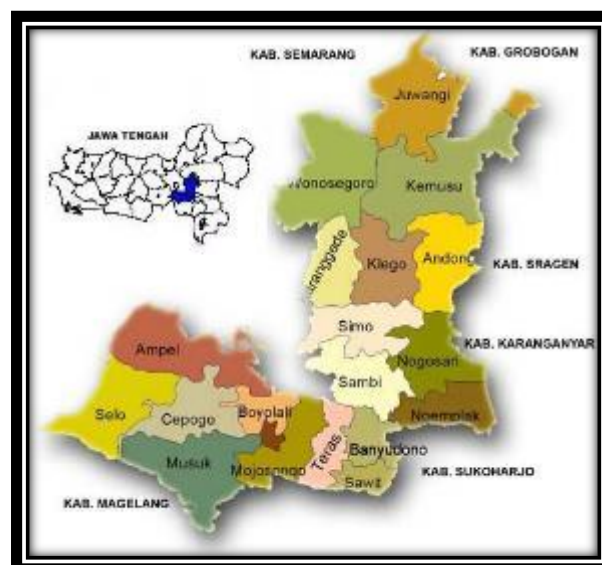 KAB. SEMARANG
KAB. GROBOGAN
Juwangi
JAWA TENGAH
Wonosegoro
Kemusu
Karanggede
Klego
Andong
KAB. SRAGEN
Simo
KAB. KARANGANYAR
Ampel
Nogosari
Sambi
Selo
Cepogo
Boyolali
Noemplak
Musuk
Mojosongo
Teras
Banyudono
Sawit
KAB. SUKOHARJO
KAB. MAGELANG